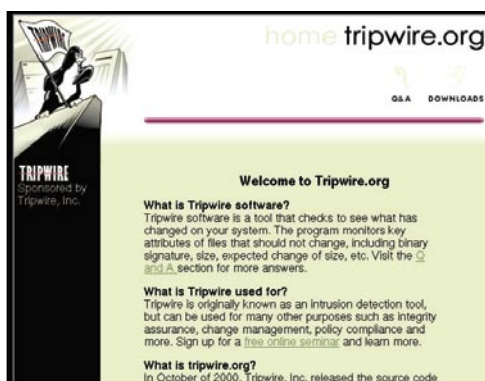 TRIPWIRE
home tripwire.org
Q&A DOWNLOADS
TRIPWIRE
Sponsored by
Tripwire, Inc.
Welcome to Tripwire.org
What is Tripwire software?
Tripwire software is a tool that checks to see what has
changed on your system. The program monitors key
attributes of files that should not change, including binary
signature, size, expected change of size, etc. Visit the Q
and A section for more answers.
What is Tripwire used for?
Tripwire is originally known as an intrusion detection tool,
but can be used for many other purposes such as integrity
assurance, change management, policy compliance and
more. Sign up for a free online seminar and learn more.
What is tripwire.org?
In October of 2000, Tripwire, Inc. released the source code